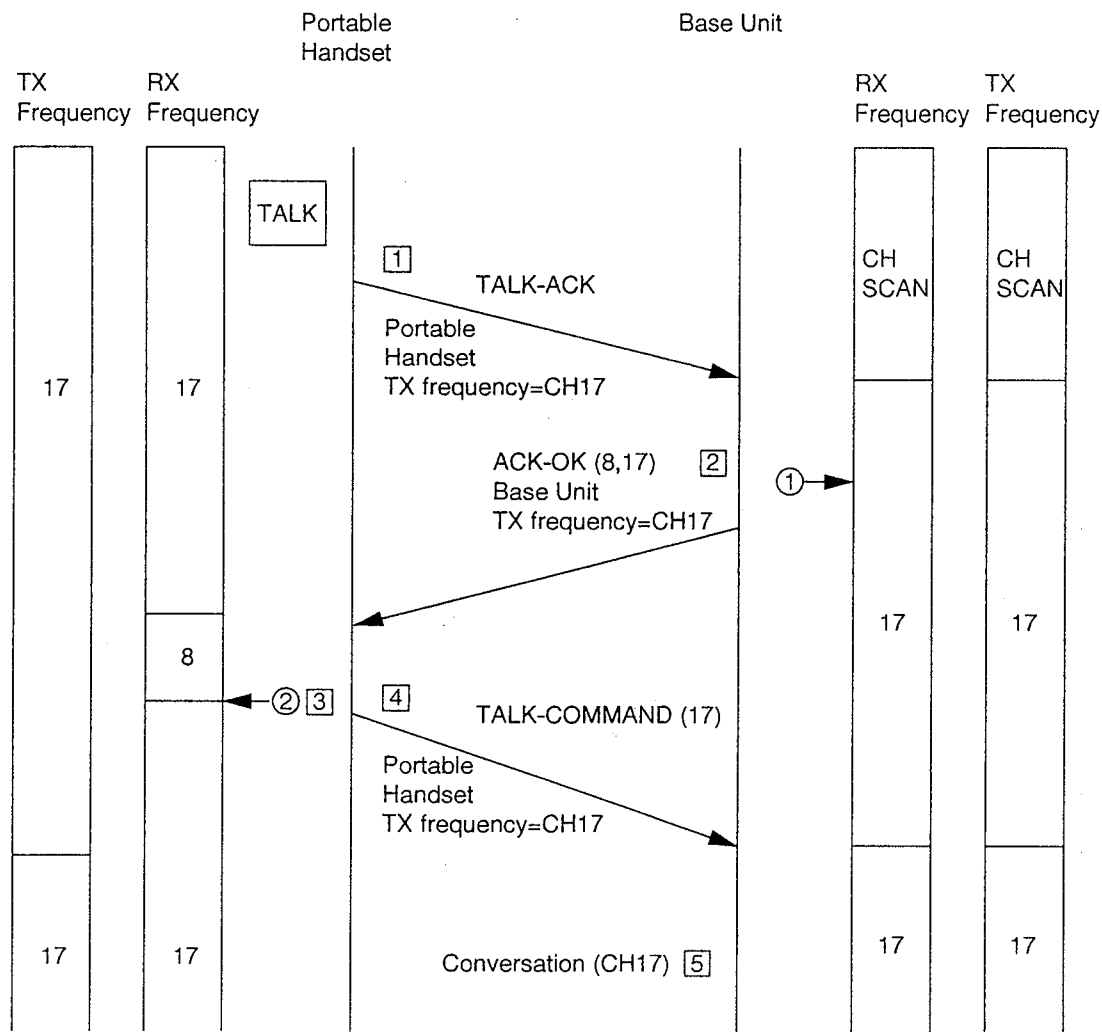 Portable
Handset
Base Unit
TX
Frequency
RX
Frequency
RX
Frequency
TX
Frequency
TALK
1
TALK-ACK
CH
SCAN
CH
SCAN
Portable
Handset
TX frequency=CH17
17
17
ACK-OK (8,17)
2
Base Unit
TX frequency=CH17
1
8
17
17
2
3
4
TALK-COMMAND (17)
Portable
Handset
TX frequency=CH17
17
17
Conversation (CH17)
5
17
17